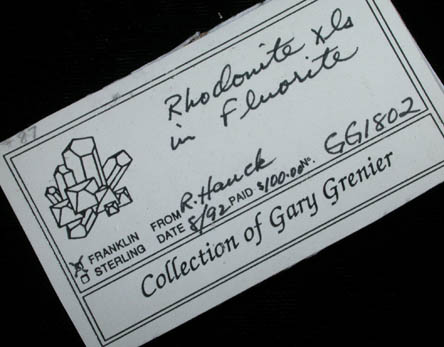 Rhodonite xls
in Fluorite
FRANKLIN FROM R. Hauck GG1802
STERLING DATE 8/92 PAID $100.00
Collection of Gary Grenier